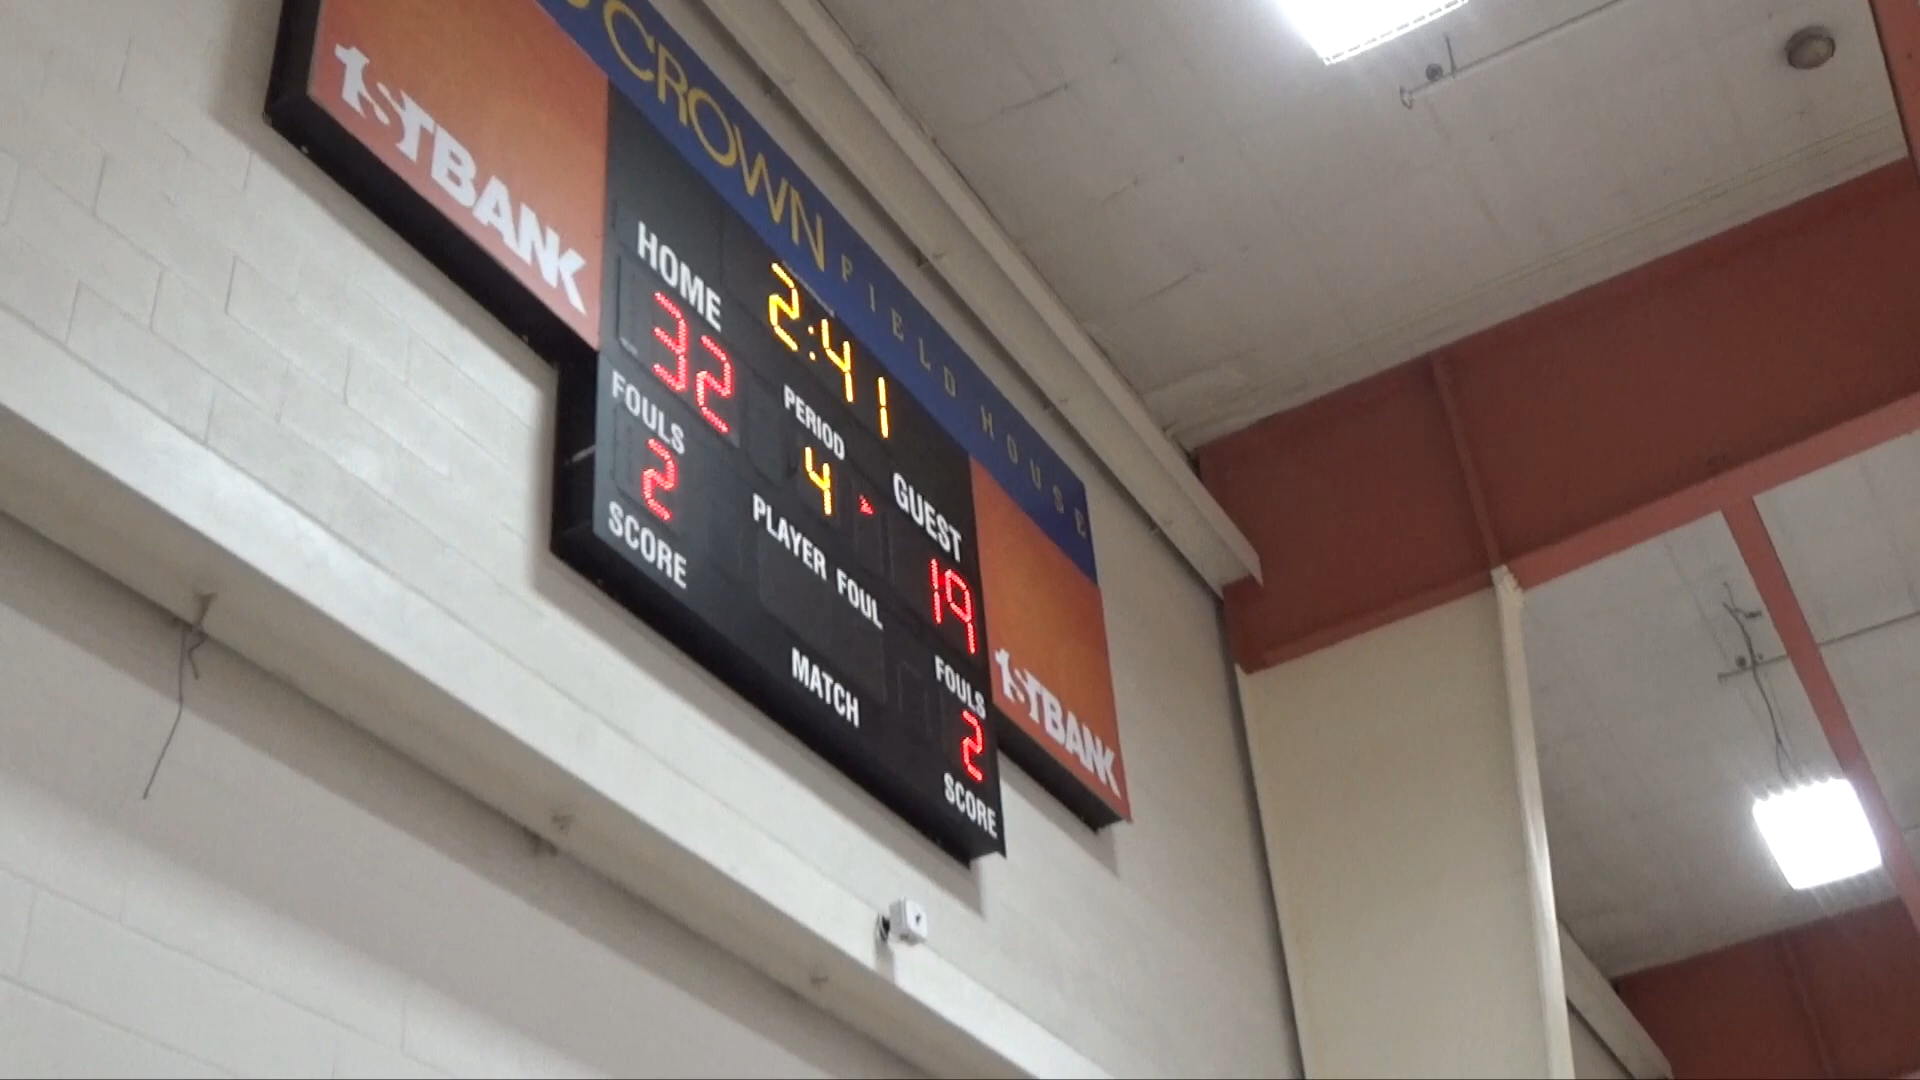 CROWN FIELD HOUSE
1STBANK
HOME
32
2:41
FOULS
2
PERIOD
4
GUEST
19
SCORE
PLAYER FOUL
MATCH
FOULS
2
SCORE
1STBANK